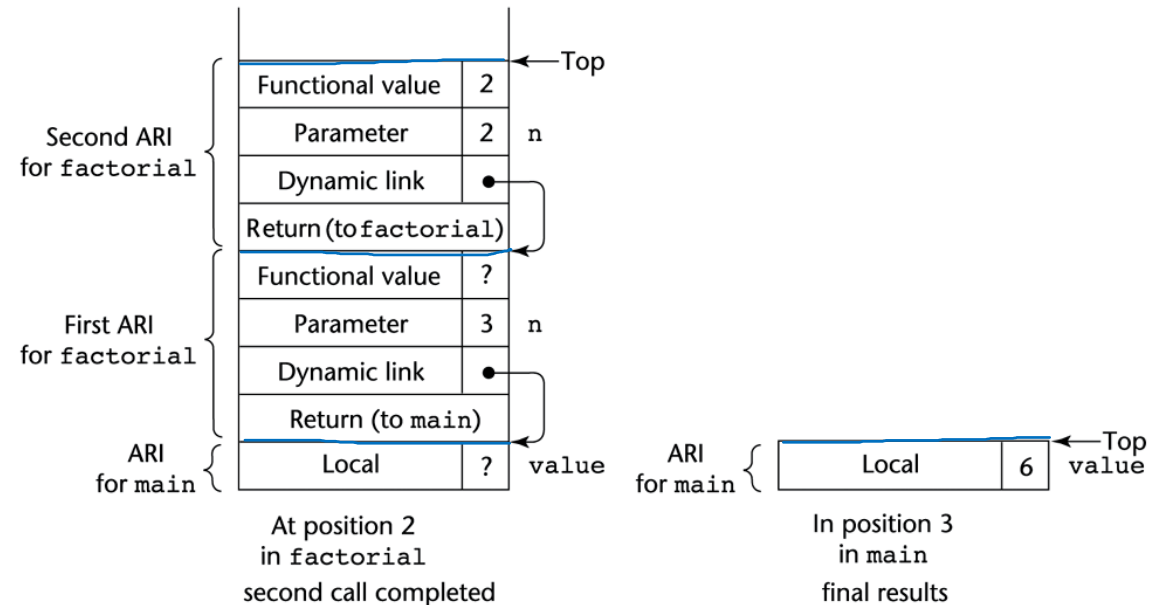 Top
Functional value 2
Second ARI
for factorial
Parameter 2 n
Dynamic link
Return (to factorial)
Functional value ?
First ARI
for factorial
Parameter 3 n
Dynamic link
Return (to main)
ARI
for main
Local ? value
At position 2
in factorial
second call completed
Top
ARI
for main
Local 6 value
In position 3
in main
final results